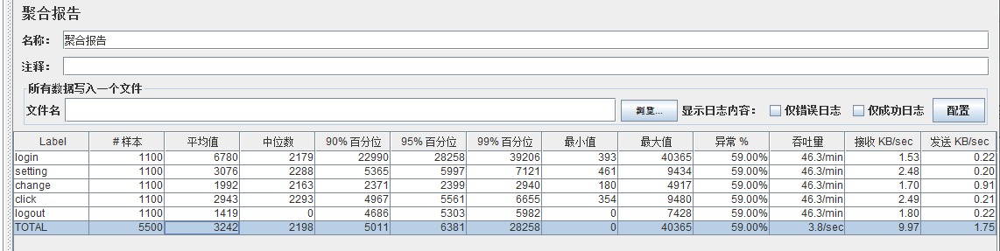 聚合报告
名称： 聚合报告
注释：
所有数据写入一个文件
文件名 浏览... 显示日志内容： 仅错误日志 仅成功日志 配置
Label # 样本 平均值 中位数 90% 百分位 95% 百分位 99% 百分位 最小值 最大值 异常 % 吞吐量 接收 KB/sec 发送 KB/sec
login 1100 6780 2179 22990 28258 39206 393 40365 59.00% 46.3/min 1.53 0.22
setting 1100 3076 2288 5365 5997 7121 461 9434 59.00% 46.3/min 2.48 0.20
change 1100 1992 2163 2371 2399 2940 180 4917 59.00% 46.3/min 1.70 0.91
click 1100 2943 2293 4967 5561 6655 354 9480 59.00% 46.3/min 2.49 0.21
logout 1100 1419 0 4686 5303 5982 0 7428 59.00% 46.3/min 1.80 0.22
TOTAL 5500 3242 2198 5011 6381 28258 0 40365 59.00% 3.8/sec 9.97 1.75